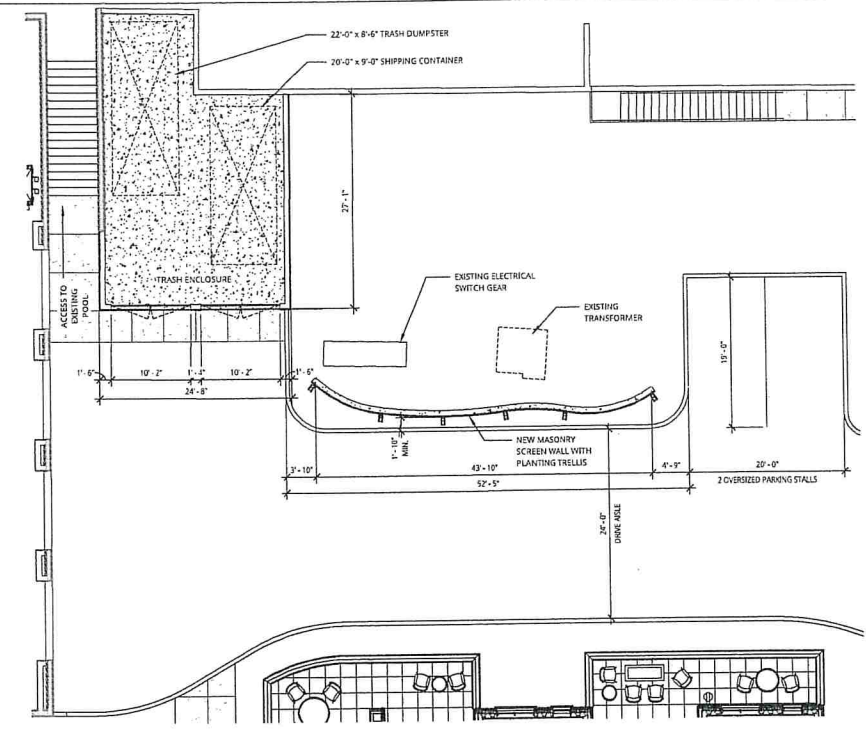 22'-0" x 8'-6" TRASH DUMPSTER
20'-0" x 9'-0" SHIPPING CONTAINER
27'-1"
TRASH ENCLOSURE
ACCESS TO
EXISTING
POOL
EXISTING ELECTRICAL
SWITCH GEAR
EXISTING
TRANSFORMER
19'-0"
1'-6"
10'-2"
1'-4"
10'-2"
1'-6"
24'-8"
1'-10"
MIN.
NEW MASONRY
SCREEN WALL WITH
PLANTING TRELLIS
3'-10"
43'-10"
4'-9"
20'-0"
52'-5"
2 OVERSIZED PARKING STALLS
24'-0"
DRIVE AISLE